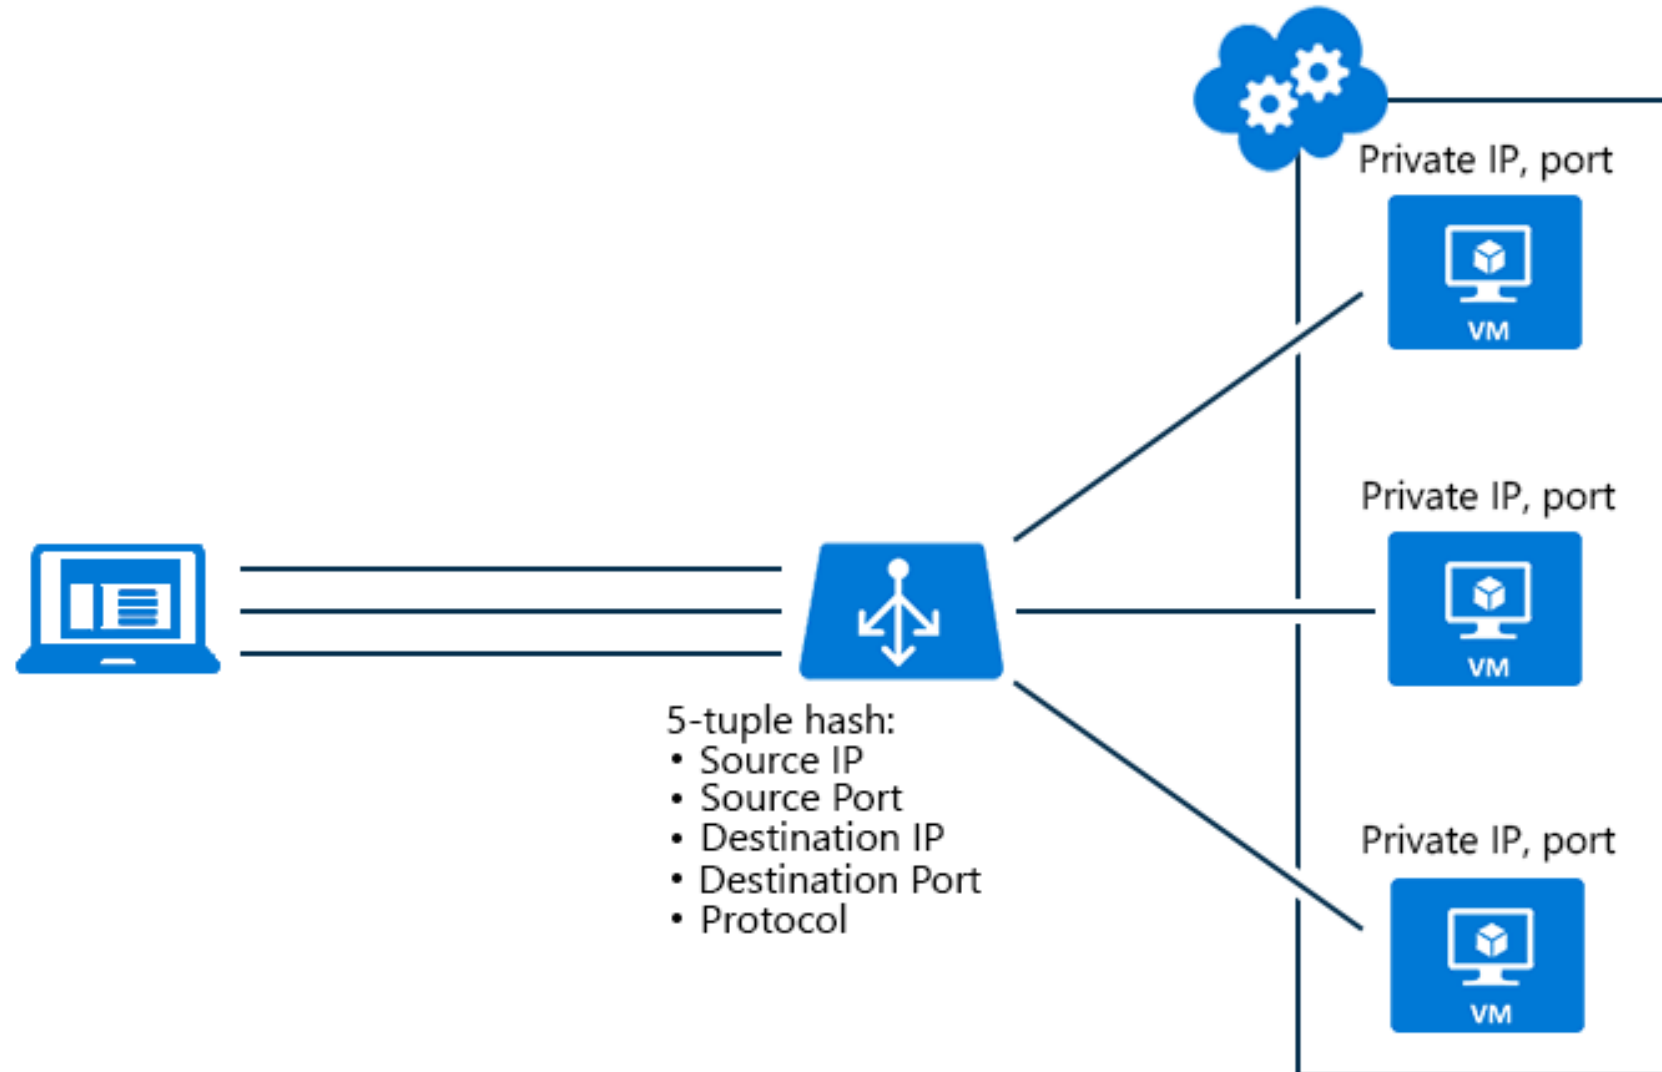 Private IP, port
VM
Private IP, port
VM
5-tuple hash:
• Source IP
• Source Port
• Destination IP
• Destination Port
• Protocol
Private IP, port
VM